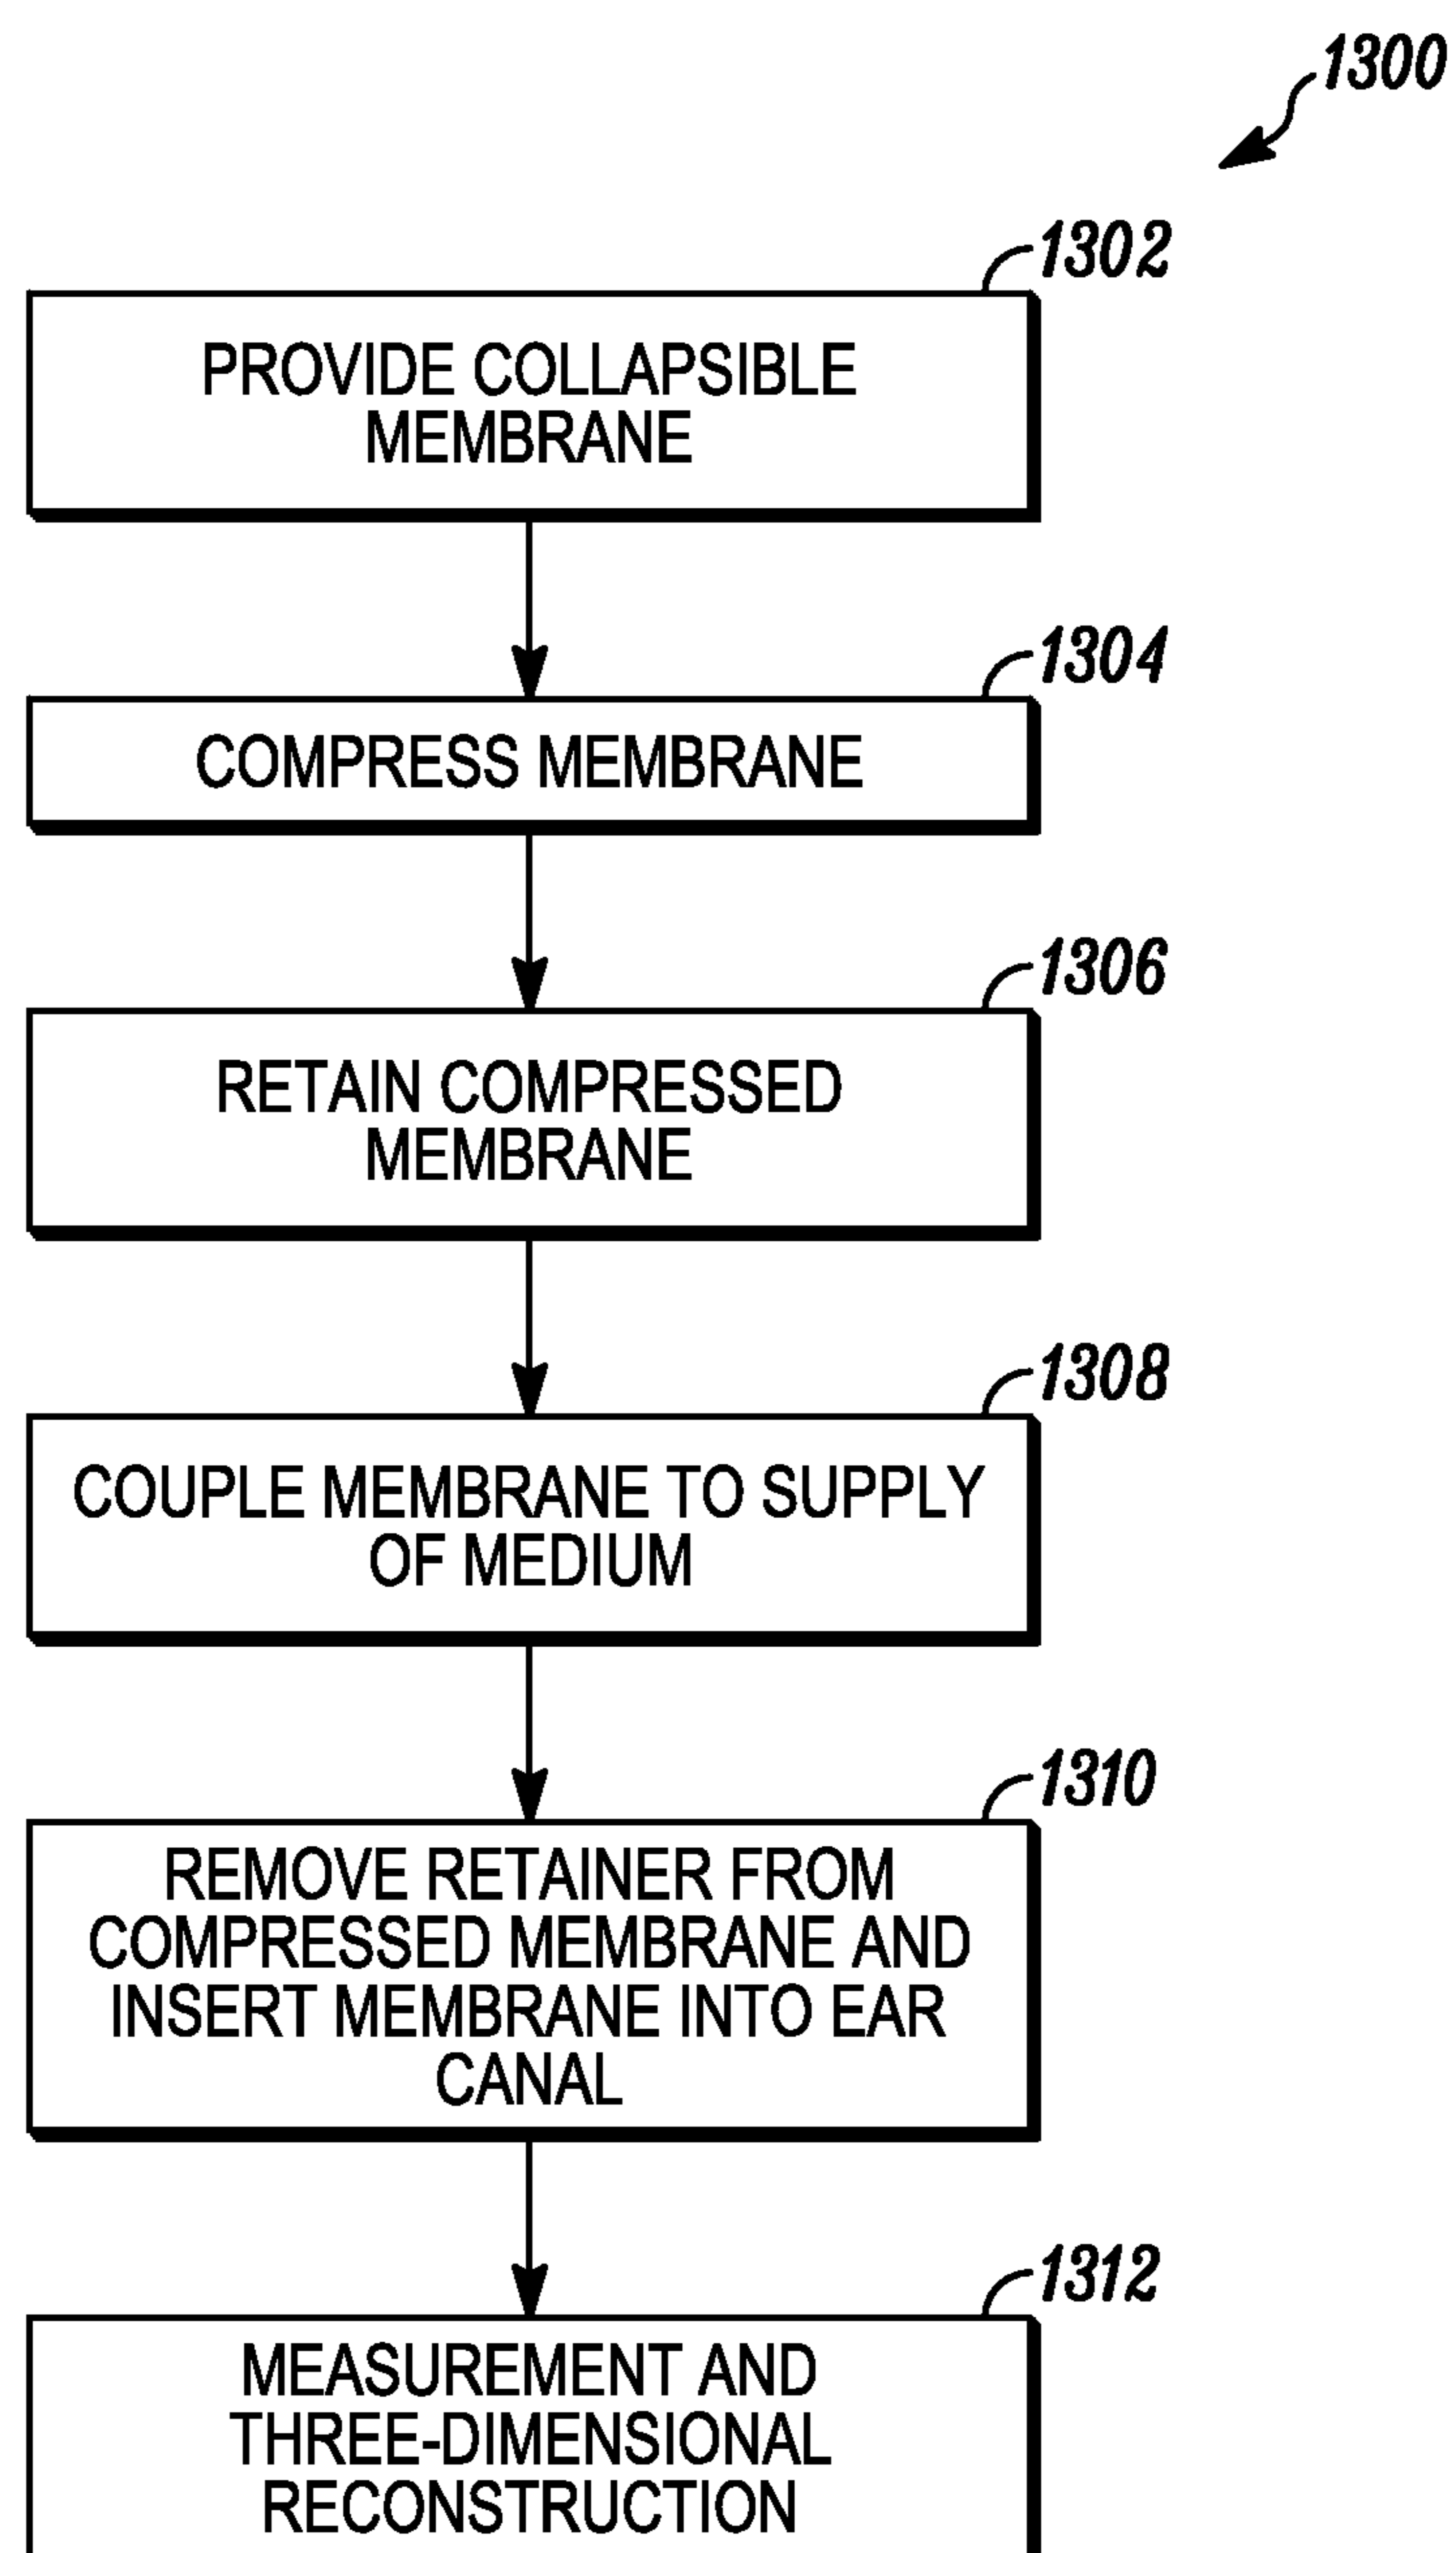 1300
1302
PROVIDE COLLAPSIBLE
MEMBRANE
1304
COMPRESS MEMBRANE
1306
RETAIN COMPRESSED
MEMBRANE
1308
COUPLE MEMBRANE TO SUPPLY
OF MEDIUM
1310
REMOVE RETAINER FROM
COMPRESSED MEMBRANE AND
INSERT MEMBRANE INTO EAR
CANAL
1312
MEASUREMENT AND
THREE-DIMENSIONAL
RECONSTRUCTION